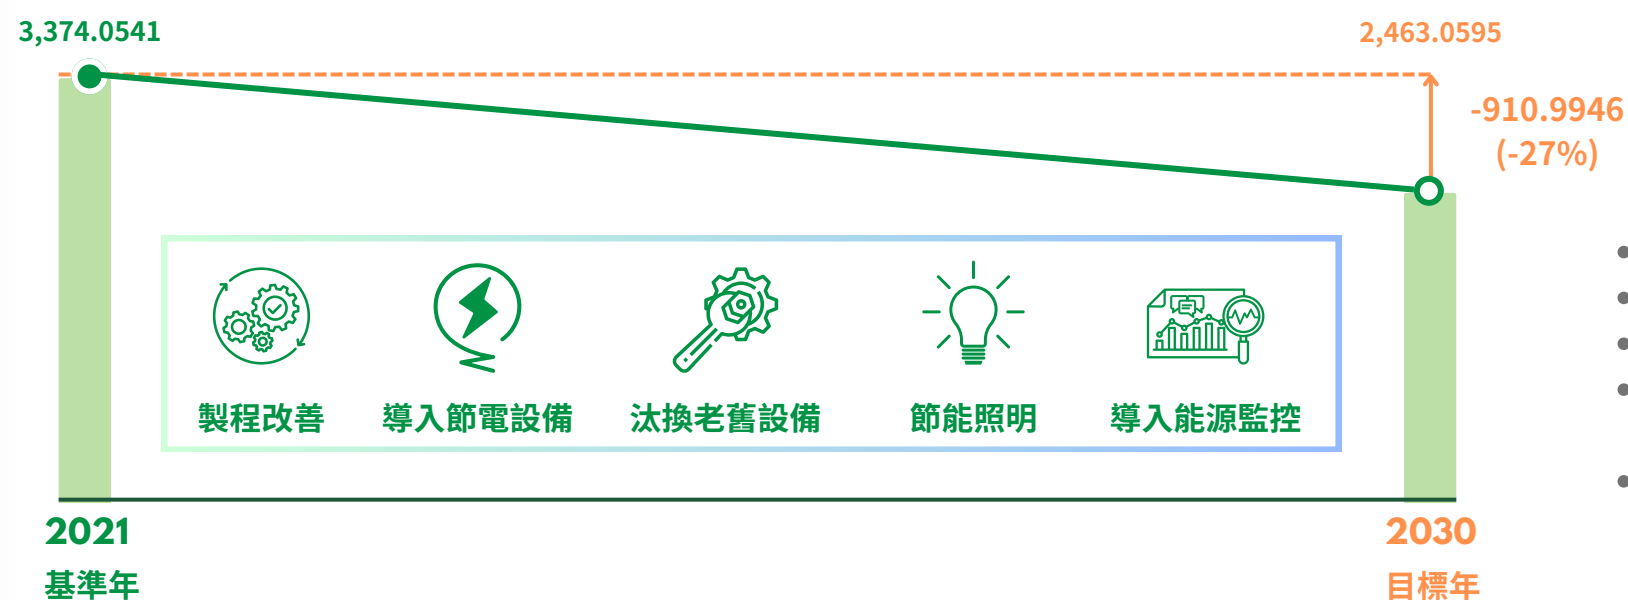 3,374.0541
2,463.0595
-910.9946
(-27%)
製程改善
導入節電設備
汰換老舊設備
節能照明
導入能源監控
2021
2030
基準年
目標年